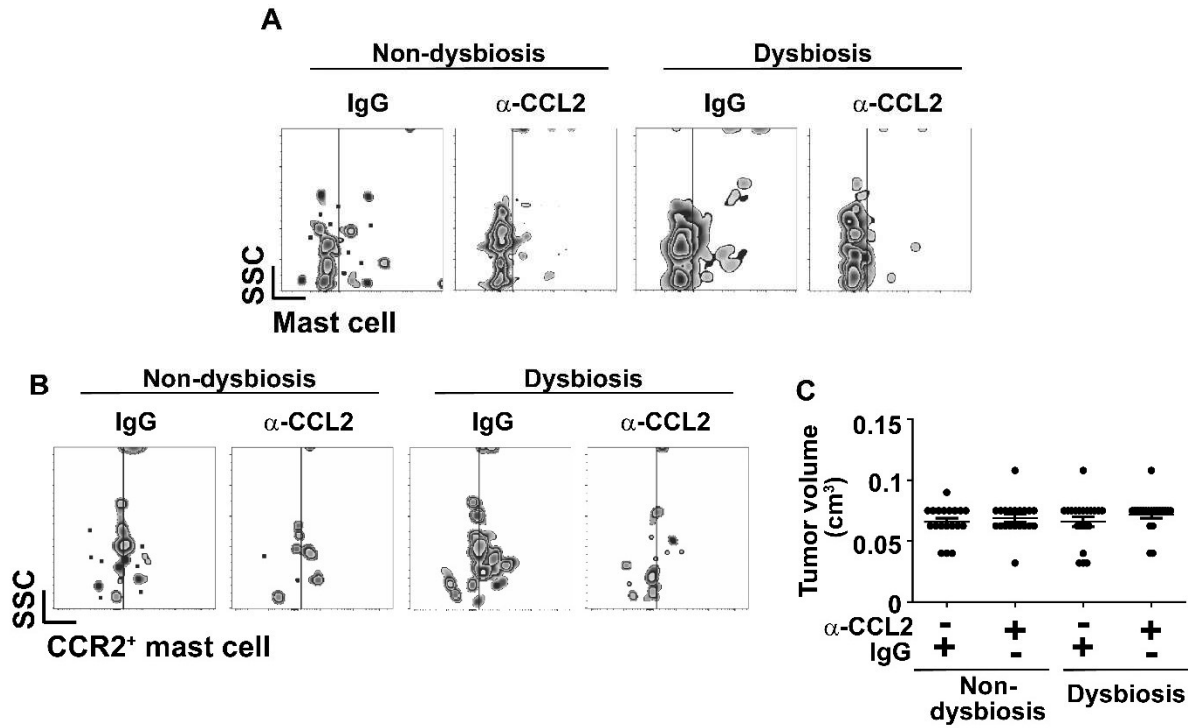 A
Non-dysbiosis Dysbiosis
IgG α-CCL2 IgG α-CCL2
SSC
Mast cell
B
Non-dysbiosis Dysbiosis
IgG α-CCL2 IgG α-CCL2
SSC
CCR2⁺ mast cell
C
Tumor volume
(cm³)
0.15
0.1
0.05
0
α-CCL2 - + - +
IgG + - + -
Non-
dysbiosis
Dysbiosis